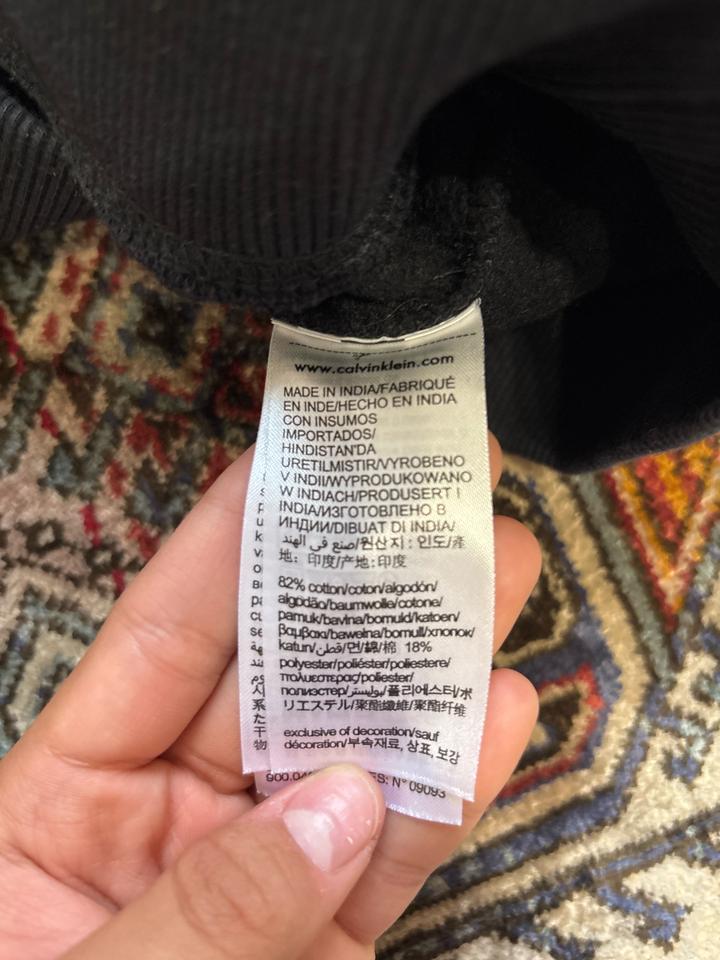 www.calvinklein.com
MADE IN INDIA/FABRIQUÉ
EN INDE/HECHO EN INDIA
CON INSUMOS
IMPORTADOS/
HINDISTAN'DA
URETILMISTIR/VYROBENO
V INDII/WYPRODUKOWANO
W INDIACH/PRODUSERT I
INDIA/ИЗГОТОВЛЕНО В
ИНДИИ/DIBUAT DI INDIA/
صنع في الهند/원산지 : 인도/產
地: 印度/产地:印度
82% cotton/coton/algodón/
algodão/baumwolle/cotone/
pamuk/bavlna/bomuld/katoen/
βαμβακι/bawełna/bomull/хлопок/
katun/قطن/면/綿/棉 18%
polyester/poliéster/poliestere/
πολυεστερας/poliester/
полиэстер/بوليستر/폴리에스터/ポ
リエステル/聚酯纖維/聚酯纤维
exclusive of decoration/sauf
décoration/부속재료, 상표, 보강
900.04 ES: N° 09093